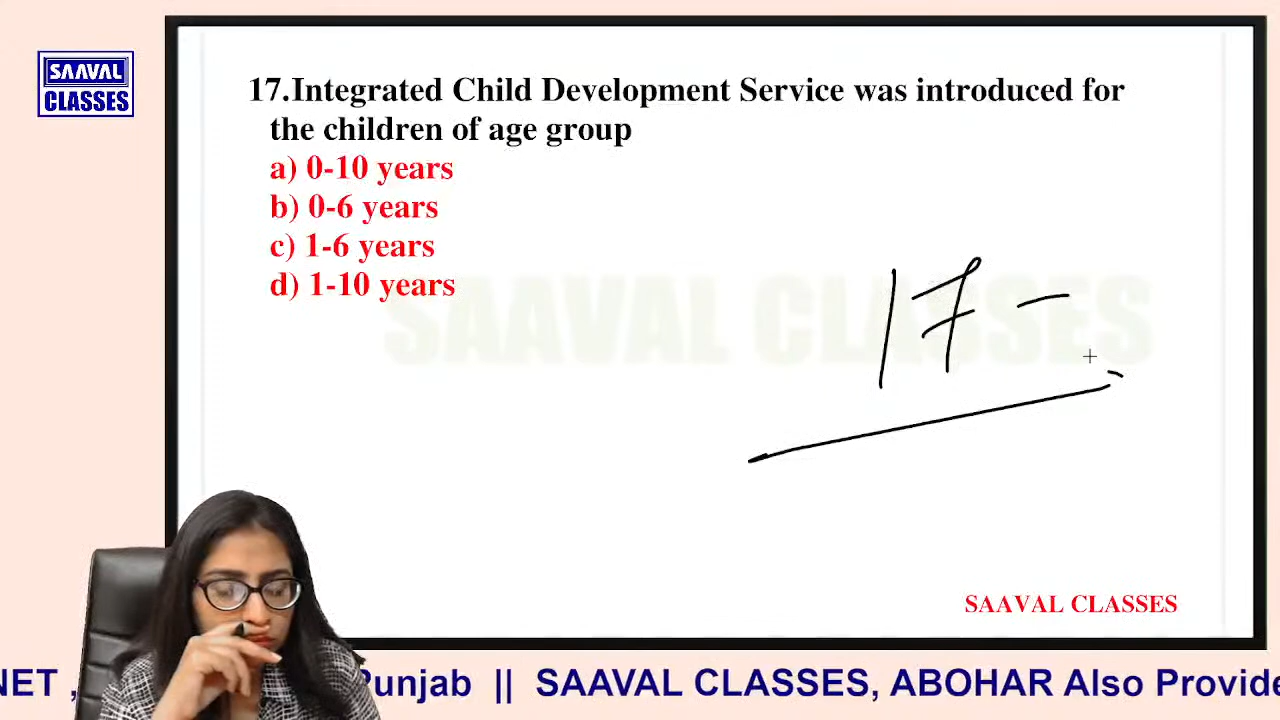 SAAVAL
CLASSES
17.Integrated Child Development Service was introduced for
the children of age group
a) 0-10 years
b) 0-6 years
c) 1-6 years
d) 1-10 years
SAAVAL CLASSES
17 -
SAAVAL CLASSES
NET , Punjab || SAAVAL CLASSES, ABOHAR Also Provide